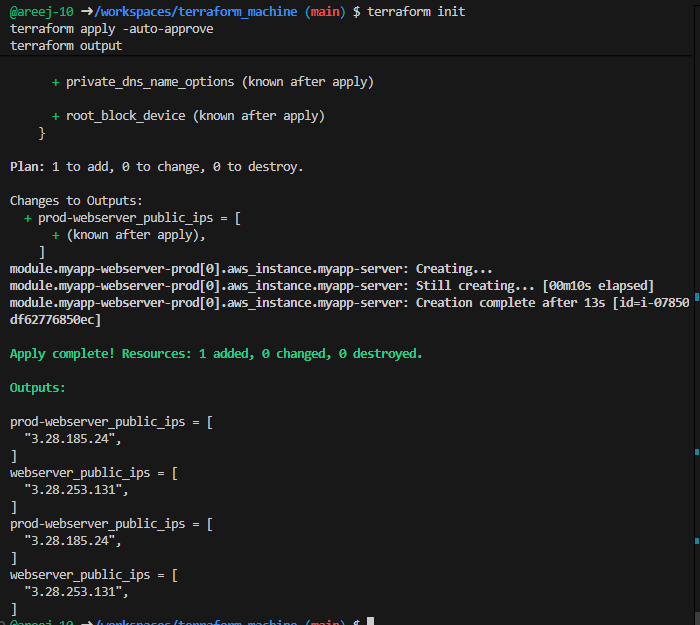 @areej-10 ➜/workspaces/terraform_machine (main) $ terraform init
terraform apply -auto-approve
terraform output
+ private_dns_name_options (known after apply)
+ root_block_device (known after apply)
}
Plan: 1 to add, 0 to change, 0 to destroy.
Changes to Outputs:
+ prod-webserver_public_ips = [
+ (known after apply),
]
module.myapp-webserver-prod[0].aws_instance.myapp-server: Creating...
module.myapp-webserver-prod[0].aws_instance.myapp-server: Still creating... [00m10s elapsed]
module.myapp-webserver-prod[0].aws_instance.myapp-server: Creation complete after 13s [id=i-07850
df62776850ec]
Apply complete! Resources: 1 added, 0 changed, 0 destroyed.
Outputs:
prod-webserver_public_ips = [
"3.28.185.24",
]
webserver_public_ips = [
"3.28.253.131",
]
prod-webserver_public_ips = [
"3.28.185.24",
]
webserver_public_ips = [
"3.28.253.131",
]
@areej-10 ➜/workspaces/terraform_machine (main) $